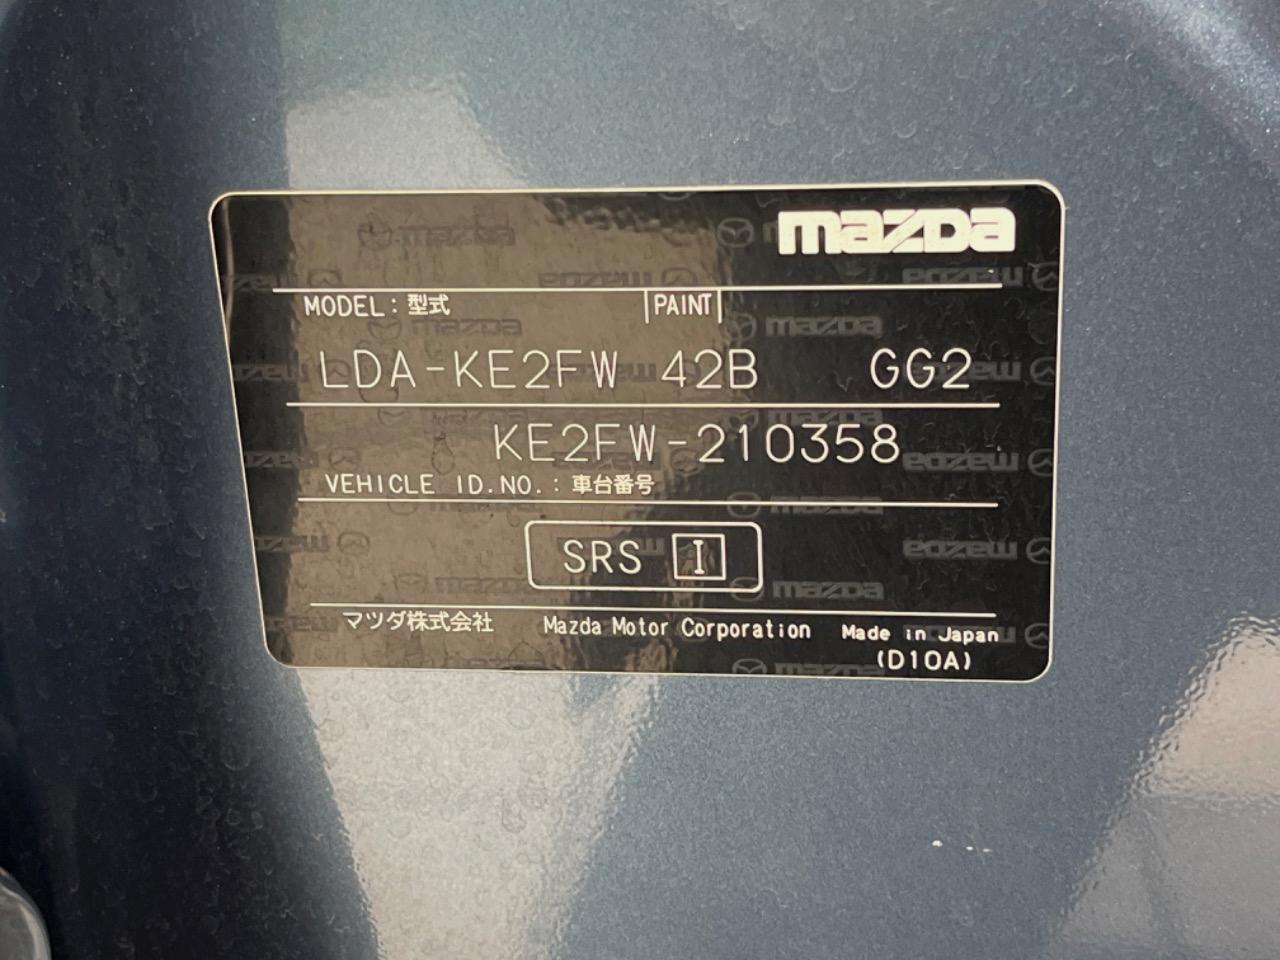 mazda
MODEL：型式 PAINT
LDA-KE2FW 42B GG2
KE2FW-210358
VEHICLE ID.NO.：車台番号
SRS I
マツダ株式会社 Mazda Motor Corporation Made in Japan
(D10A)